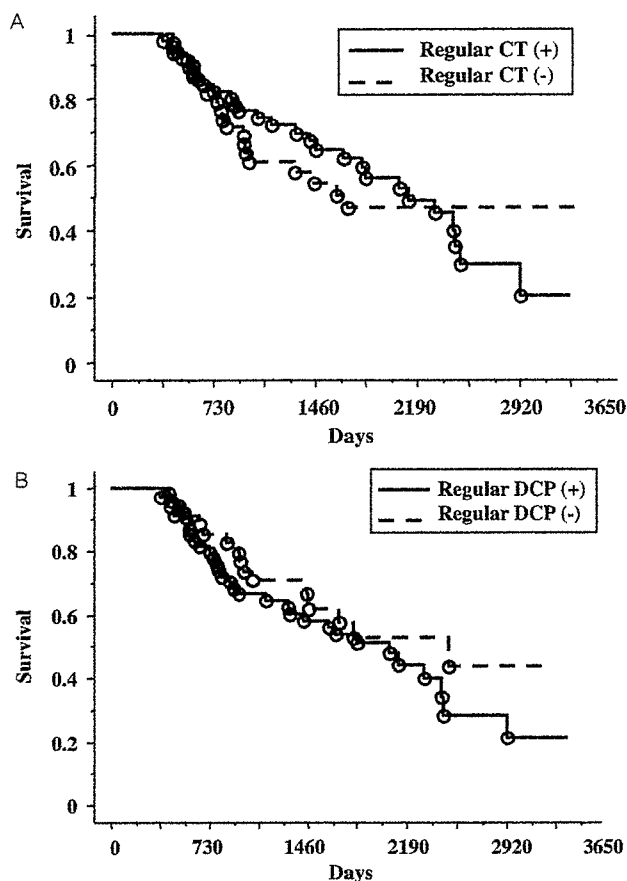 A
Regular CT (+)
Regular CT (-)
Survival
1
0.8
0.6
0.4
0.2
0
0 730 1460 2190 2920 3650
Days
B
Regular DCP (+)
Regular DCP (-)
Survival
1
0.8
0.6
0.4
0.2
0
0 730 1460 2190 2920 3650
Days